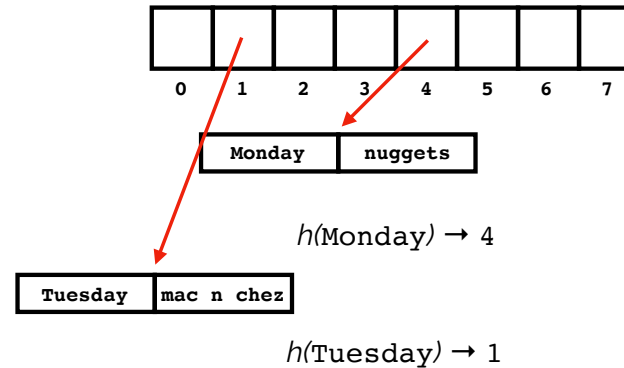 0 1 2 3 4 5 6 7
Monday nuggets
h(Monday) → 4
Tuesday mac n chez
h(Tuesday) → 1